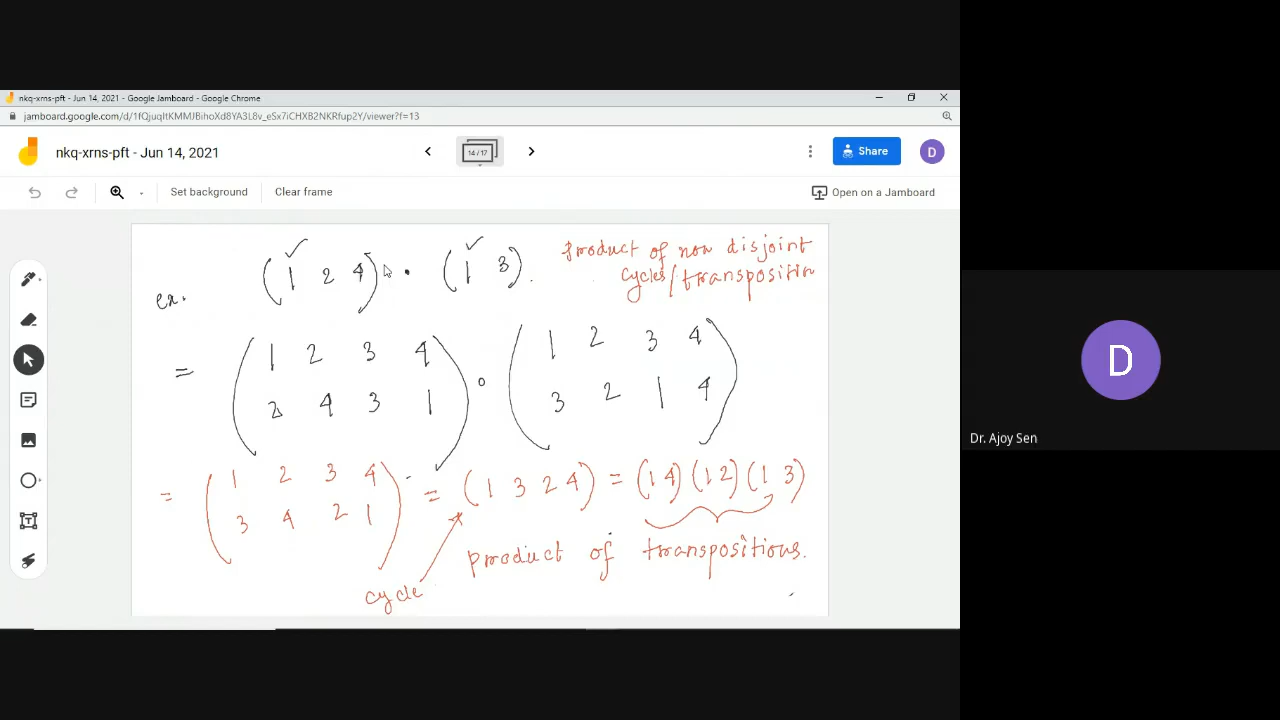 nkq-xrns-pft - Jun 14, 2021 - Google Jamboard - Google Chrome
jamboard.google.com/d/1fQjuqItKMMJBihoXd8YA3L8v_eSx7iCHXB2NKRfup2Y/viewer?f=13
nkq-xrns-pft - Jun 14, 2021
14 / 17
Share
D
Set background
Clear frame
Open on a Jamboard
ex. (1 2 4) · (1 3).
Product of non disjoint
cycles/transposition
= (1 2 3 4) ∘ (1 2 3 4)
(2 4 3 1) (3 2 1 4)
= (1 2 3 4) = (1 3 2 4) = (1 4) (1 2) (1 3)
(3 4 2 1)
cycle
product of transpositions.
D
Dr. Ajoy Sen